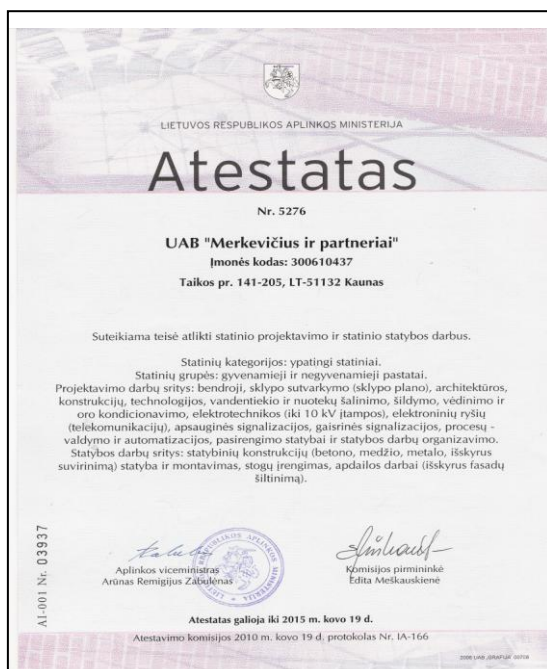 LIETUVOS RESPUBLIKOS APLINKOS MINISTERIJA
Atestatas
Nr. 5276
UAB "Merkevičius ir partneriai"
Įmonės kodas: 300610437
Taikos pr. 141-205, LT-51132 Kaunas
Suteikiama teisė atlikti statinio projektavimo ir statinio statybos darbus.
Statinių kategorijos: ypatingi statiniai.
Statinių grupės: gyvenamieji ir negyvenamieji pastatai.
Projektavimo darbų sritys: bendroji, sklypo sutvarkymo (sklypo plano), architektūros,
konstrukcijų, technologijos, vandentiekio ir nuotekų šalinimo, šildymo, vėdinimo ir
oro kondicionavimo, elektrotechnikos (iki 10 kV įtampos), elektroninių ryšių
(telekomunikacijų), apsauginės signalizacijos, gaisrinės signalizacijos, procesų -
valdymo ir automatizacijos, pasirengimo statybai ir statybos darbų organizavimo.
Statybos darbų sritys: statybinių konstrukcijų (betono, medžio, metalo, išskyrus
suvirinimą) statyba ir montavimas, stogų įrengimas, apdailos darbai (išskyrus fasadų
šiltinimą).
AI-001 Nr. 03937
Aplinkos viceministras
Arūnas Remigijus Zabulėnas
Komisijos pirmininkė
Edita Meškauskienė
Atestatas galioja iki 2015 m. kovo 19 d.
Atestavimo komisijos 2010 m. kovo 19 d. protokolas Nr. IA-166